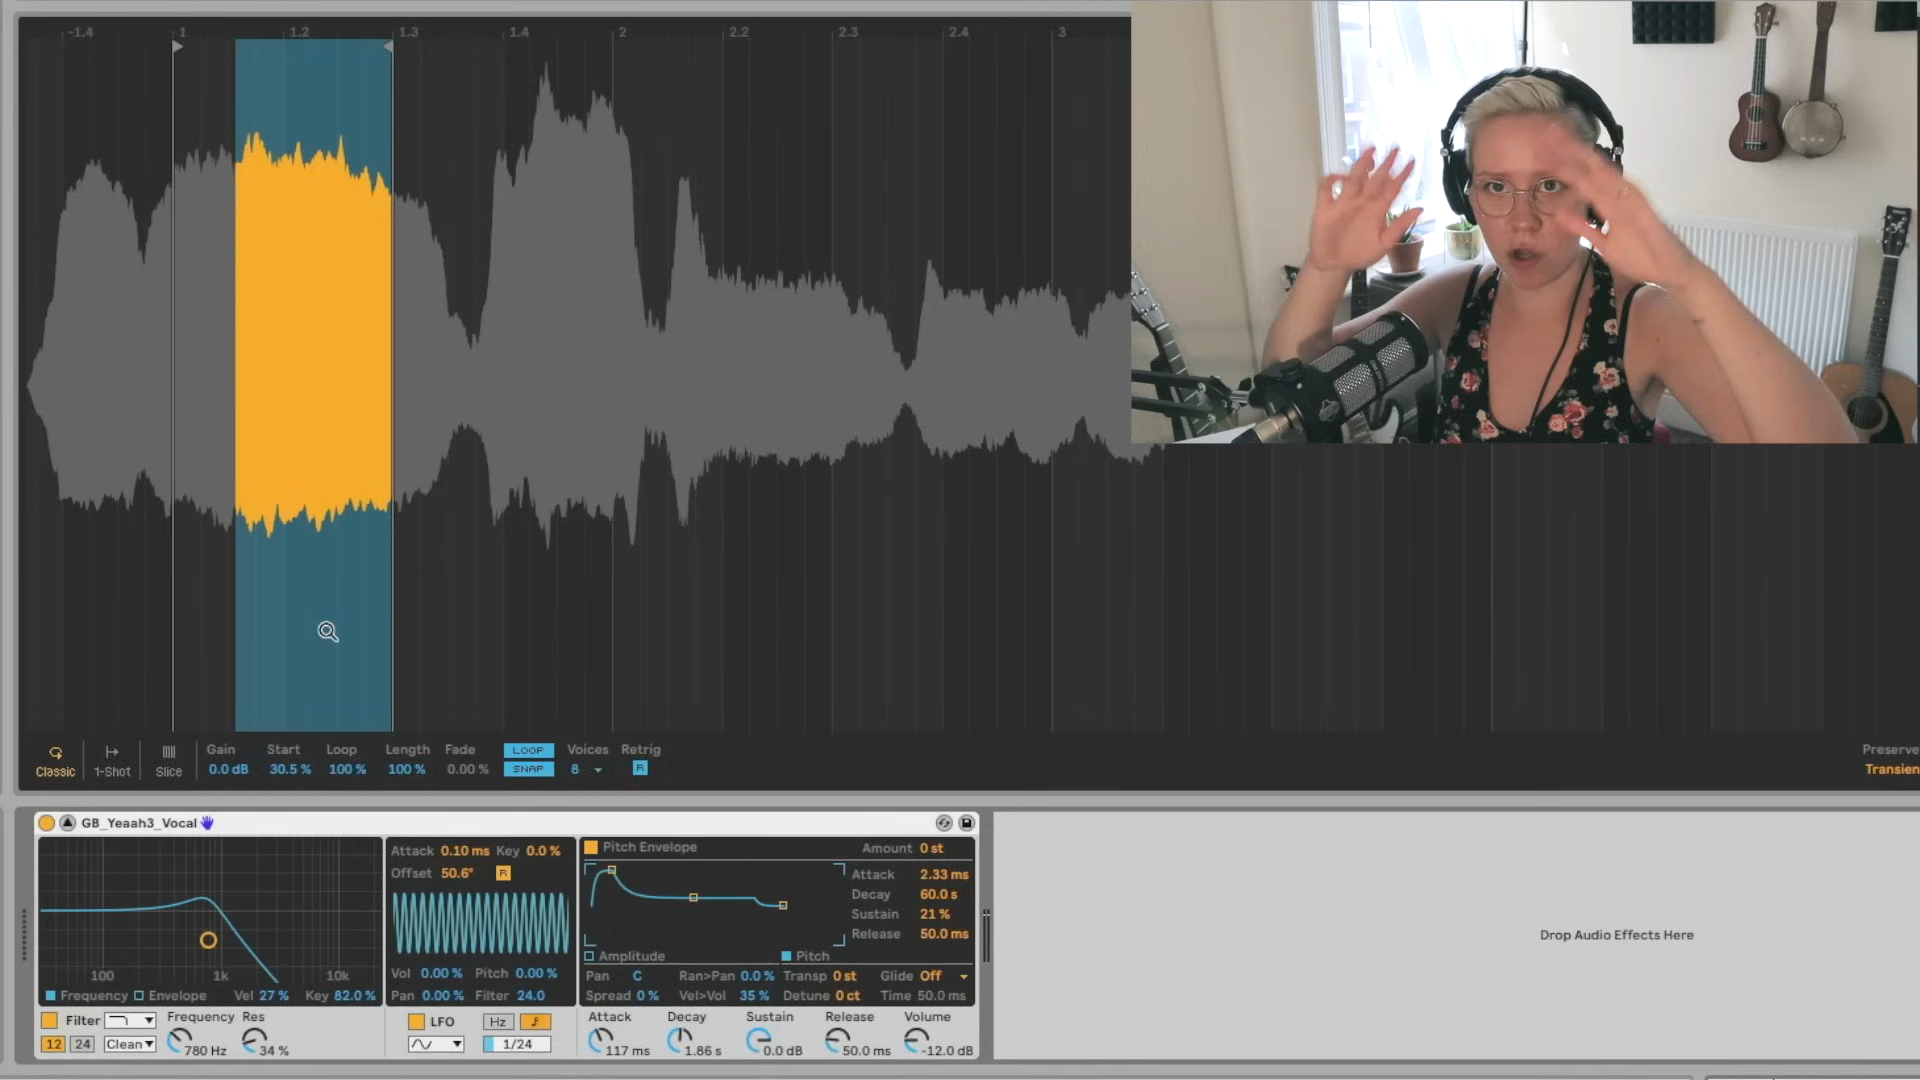 -1.4 1 1.2 1.3 1.4 2 2.2 2.3 2.4 3
Gain Start Loop Length Fade LOOP Voices Retrig Preserve
Classic 1-Shot Slice 0.0 dB 30.5 % 100 % 100 % 0.00 % SNAP 8 R Transien
GB_Yeaah3_Vocal
Attack 0.10 ms Key 0.0 %
Offset 50.6° R
Pitch Envelope Amount 0 st
Attack 2.33 ms
Decay 60.0 s
Sustain 21 %
Release 50.0 ms
100 1k 10k
Frequency Envelope Vel 27 % Key 82.0 %
Vol 0.00 % Pitch 0.00 %
Pan 0.00 % Filter 24.0
Amplitude Pitch
Pan C Ran>Pan 0.0 % Transp 0 st Glide Off
Spread 0 % Vel>Vol 35 % Detune 0 ct Time 50.0 ms
Filter Frequency Res
12 24 Clean 780 Hz 34 %
LFO Hz
1/24
Attack Decay Sustain Release Volume
117 ms 1.86 s 0.0 dB 50.0 ms -12.0 dB
Drop Audio Effects Here